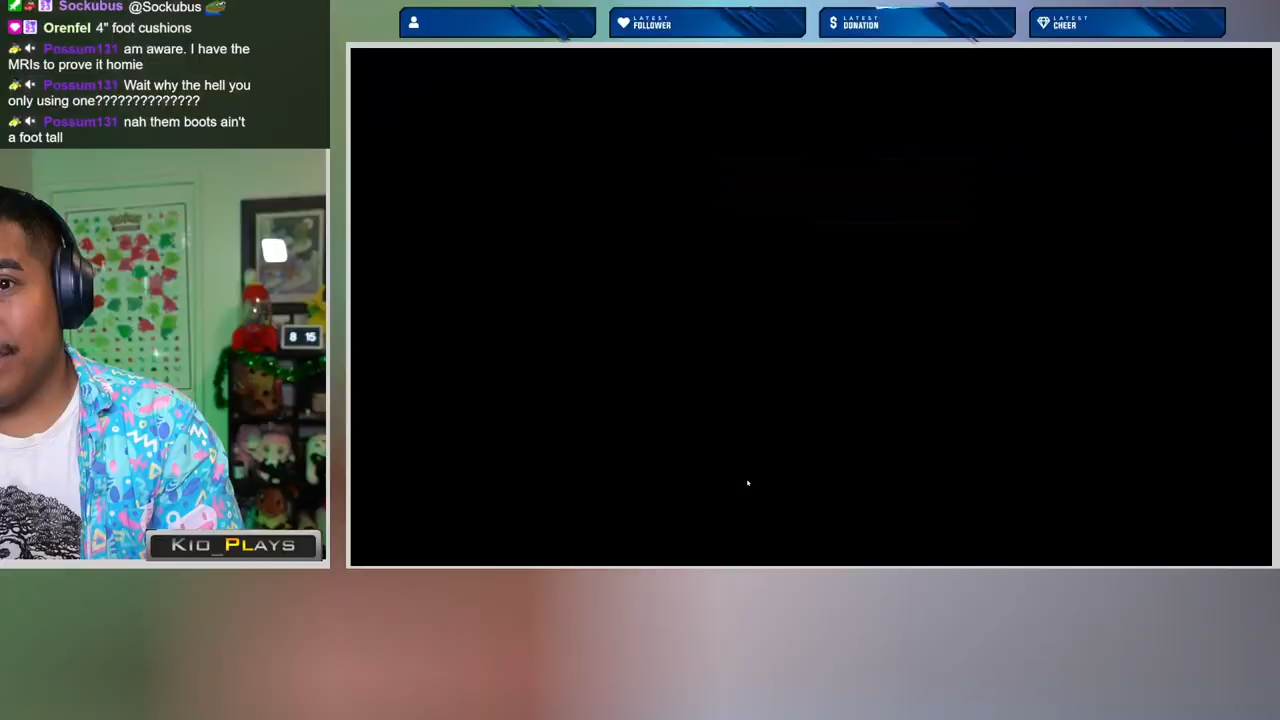 Sockubus @Sockubus
Orenfel 4" foot cushions
Possum131 am aware. I have the
MRIs to prove it homie
Possum131 Wait why the hell you
only using one??????????????
Possum131 nah them boots ain't
a foot tall
LATEST
FOLLOWER
LATEST
DONATION
LATEST
CHEER
8 15
KIO_PLAYS